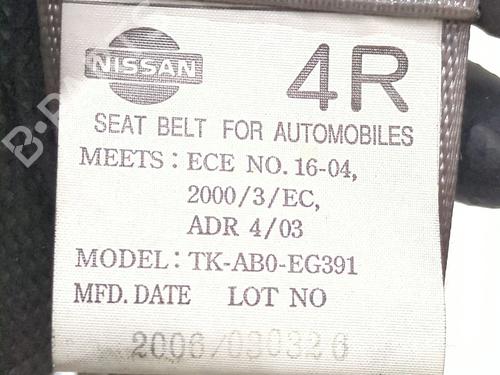 NISSAN
4R
SEAT BELT FOR AUTOMOBILES
MEETS: ECE NO. 16-04,
2000/3/EC,
ADR 4/03
MODEL: TK-AB0-EG391
MFD. DATE LOT NO
2006/090326